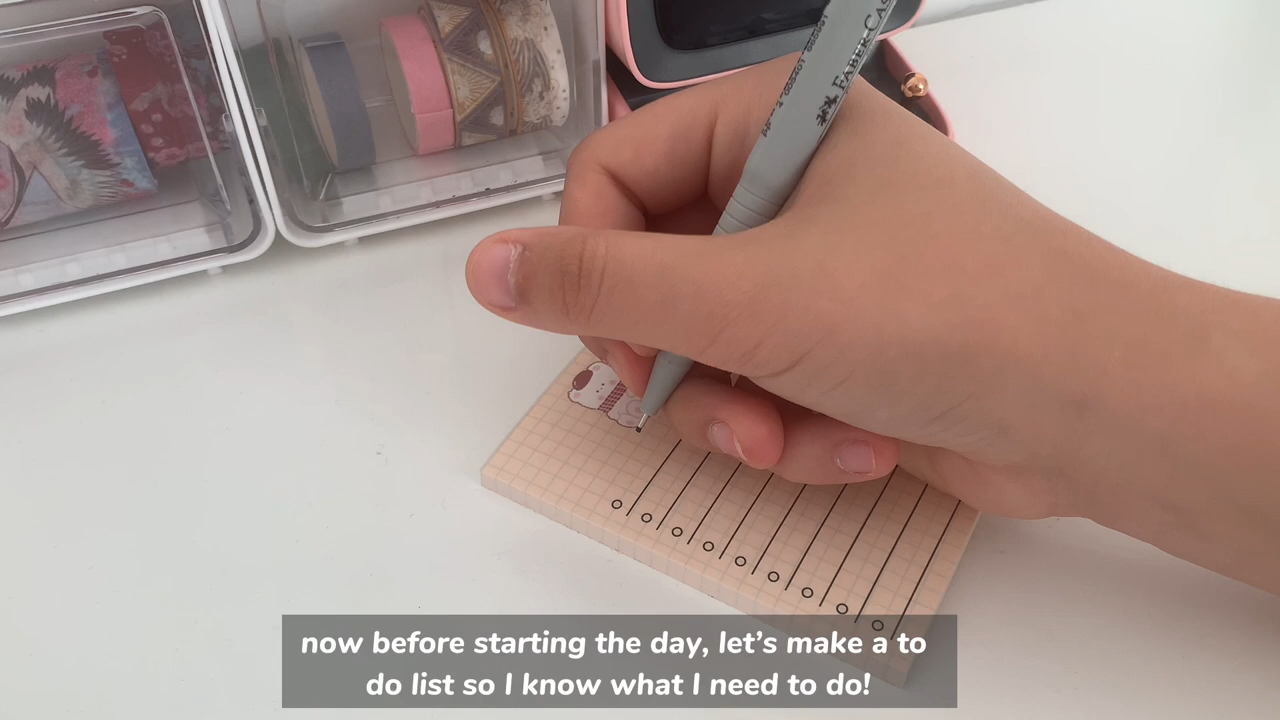 FABER-CAS
now before starting the day, let's make a to
do list so I know what I need to do!